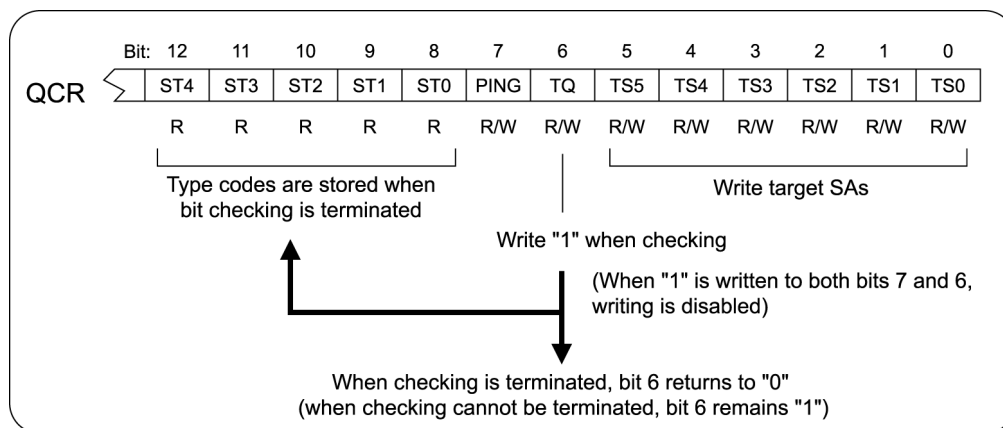 Bit: 12 11 10 9 8 7 6 5 4 3 2 1 0
QCR ST4 ST3 ST2 ST1 ST0 PING TQ TS5 TS4 TS3 TS2 TS1 TS0
R R R R R R/W R/W R/W R/W R/W R/W R/W R/W
Type codes are stored when
bit checking is terminated
Write target SAs
Write "1" when checking
(When "1" is written to both bits 7 and 6,
writing is disabled)
When checking is terminated, bit 6 returns to "0"
(when checking cannot be terminated, bit 6 remains "1")